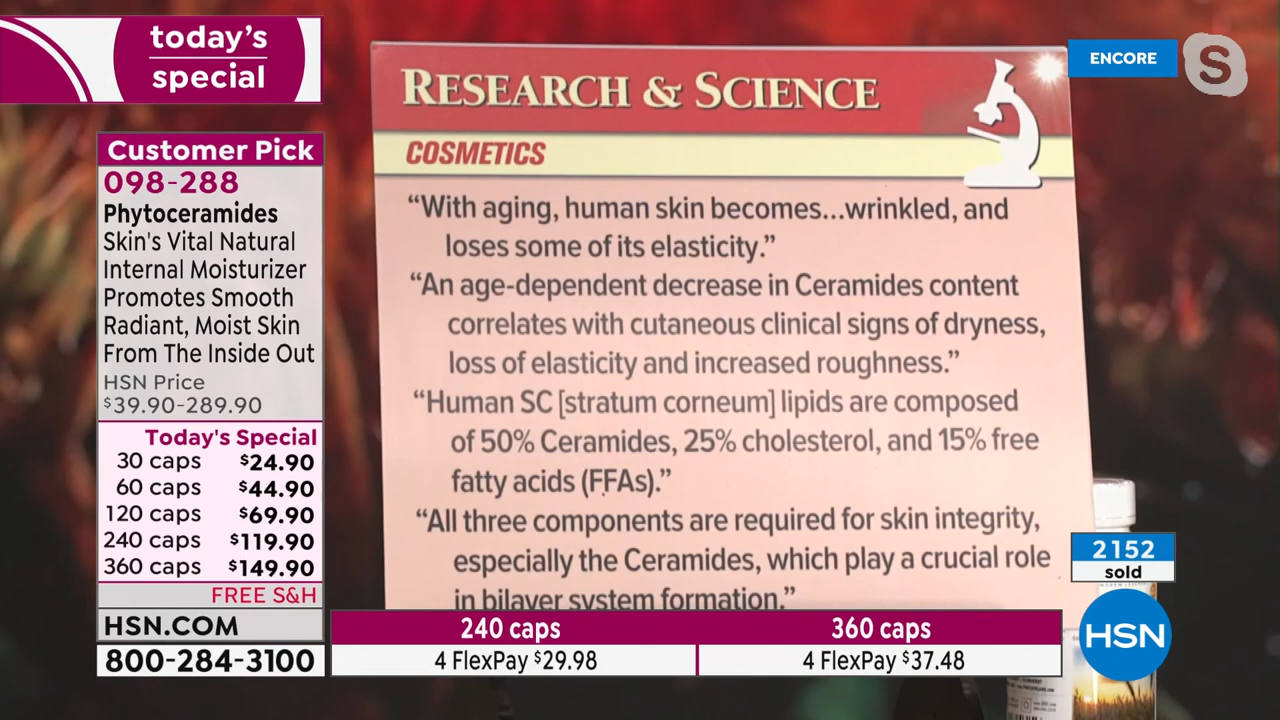 today's
special
Customer Pick
098-288
Phytoceramides
Skin's Vital Natural
Internal Moisturizer
Promotes Smooth
Radiant, Moist Skin
From The Inside Out
HSN Price
$39.90-289.90
Today's Special
30 caps $24.90
60 caps $44.90
120 caps $69.90
240 caps $119.90
360 caps $149.90
FREE S&H
HSN.COM
800-284-3100
RESEARCH & SCIENCE
COSMETICS
“With aging, human skin becomes...wrinkled, and
loses some of its elasticity.”
“An age-dependent decrease in Ceramides content
correlates with cutaneous clinical signs of dryness,
loss of elasticity and increased roughness.”
“Human SC [stratum corneum] lipids are composed
of 50% Ceramides, 25% cholesterol, and 15% free
fatty acids (FFAs).”
“All three components are required for skin integrity,
especially the Ceramides, which play a crucial role
in bilayer system formation.”
240 caps
360 caps
4 FlexPay $29.98
4 FlexPay $37.48
ENCORE
S
2152
sold
HSN